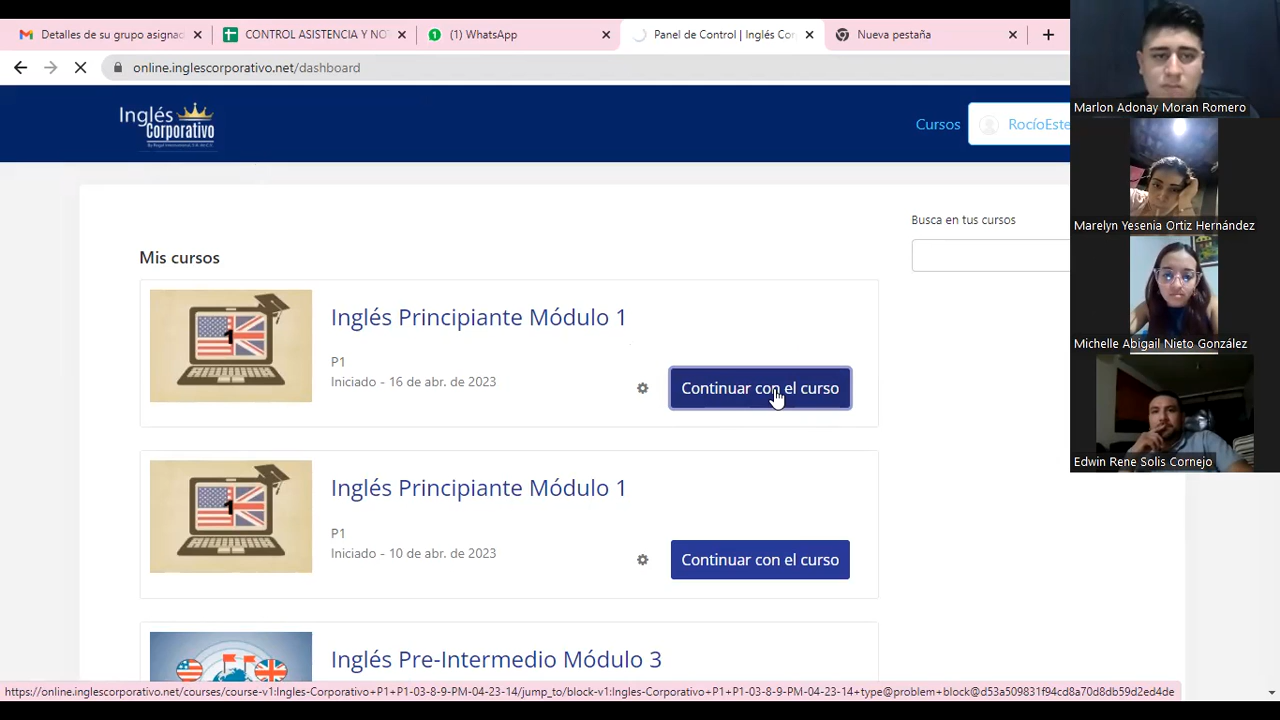 Detalles de su grupo asignad
CONTROL ASISTENCIA Y NOT
(1) WhatsApp
Panel de Control | Inglés Cor
Nueva pestaña
online.inglescorporativo.net/dashboard
Inglés
Corporativo
Cursos
RocíoEste
Busca en tus cursos
Mis cursos
Inglés Principiante Módulo 1
P1
Iniciado - 16 de abr. de 2023
Continuar con el curso
Inglés Principiante Módulo 1
P1
Iniciado - 10 de abr. de 2023
Continuar con el curso
Inglés Pre-Intermedio Módulo 3
https://online.inglescorporativo.net/courses/course-v1:Ingles-Corporativo+P1+P1-03-8-9-PM-04-23-14/jump_to/block-v1:Ingles-Corporativo+P1+P1-03-8-9-PM-04-23-14+type@problem+block@d53a509831f94cd8a70d8db59d2ed4de
Marlon Adonay Moran Romero
Marelyn Yesenia Ortiz Hernández
Michelle Abigail Nieto González
Edwin Rene Solis Cornejo